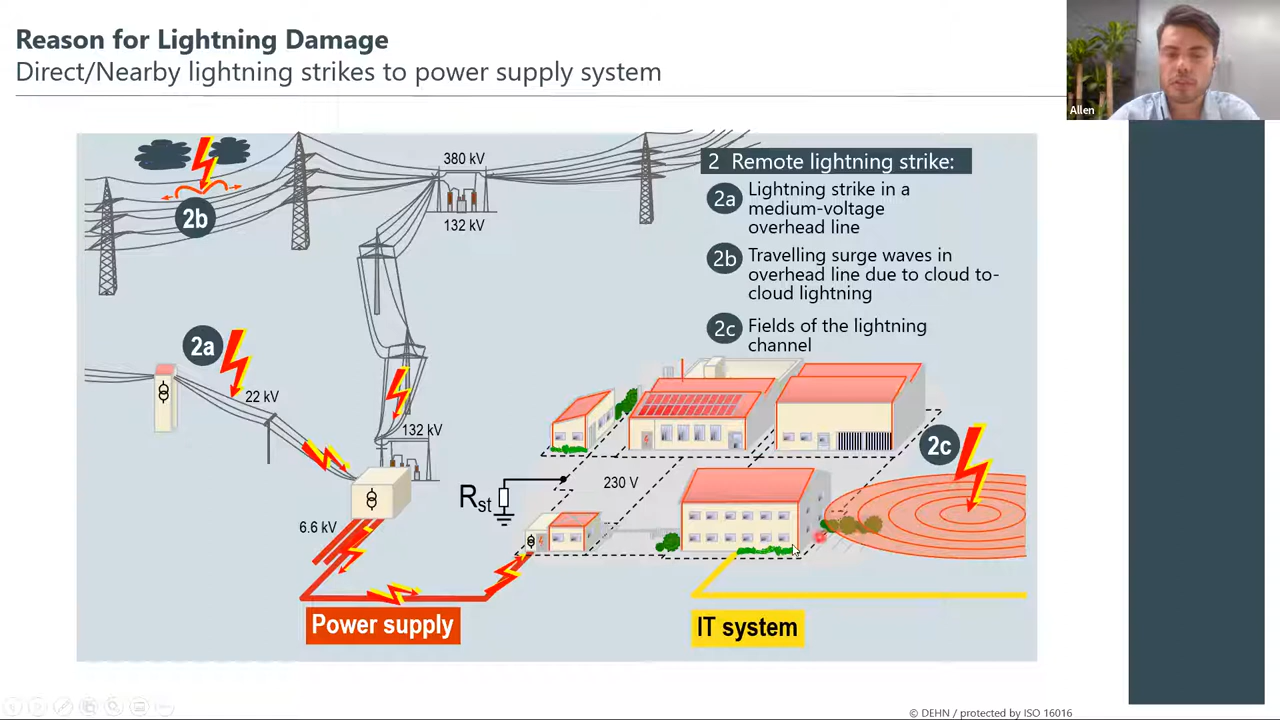 Reason for Lightning Damage
Direct/Nearby lightning strikes to power supply system
Allen
2 Remote lightning strike:
2a Lightning strike in a
medium-voltage
overhead line
2b Travelling surge waves in
overhead line due to cloud to-
cloud lightning
2c Fields of the lightning
channel
380 kV
132 kV
2b
2a
22 kV
132 kV
2c
230 V
Rst
6.6 kV
Power supply
IT system
© DEHN / protected by ISO 16016